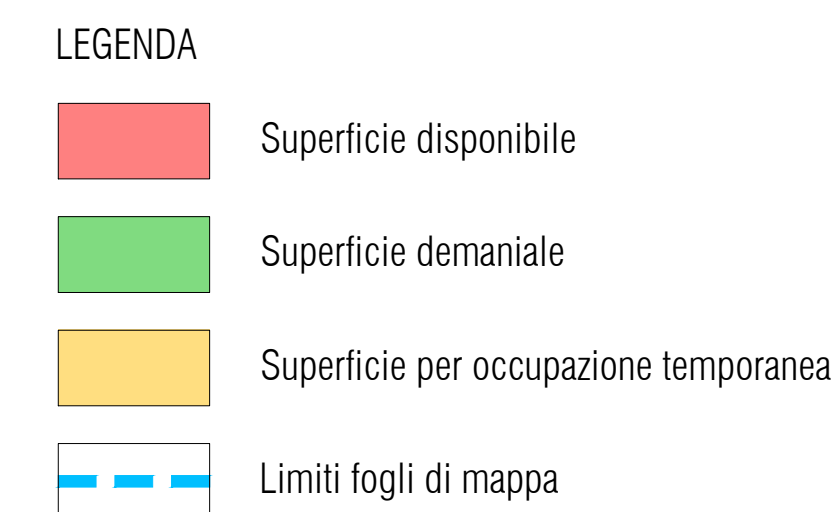 LEGENDA
Superficie disponibile
Superficie demaniale
Superficie per occupazione temporanea
Limiti fogli di mappa